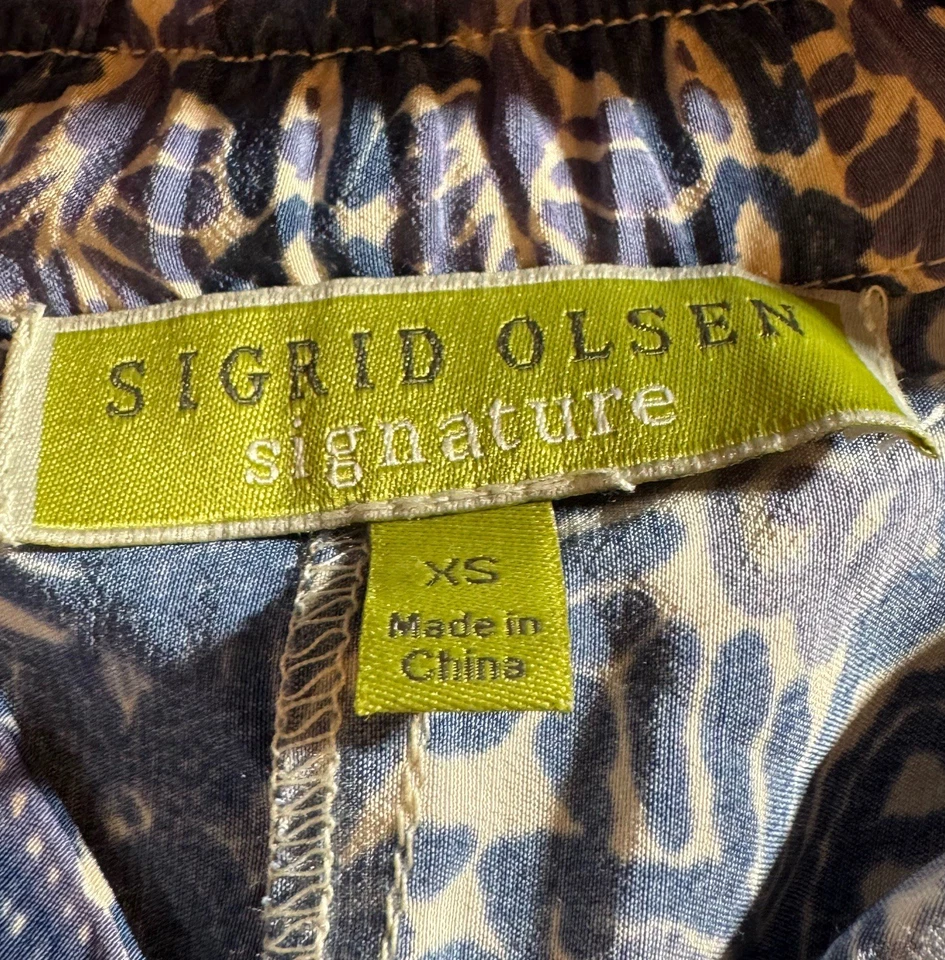 SIGRID OLSEN
signature
XS
Made in
China